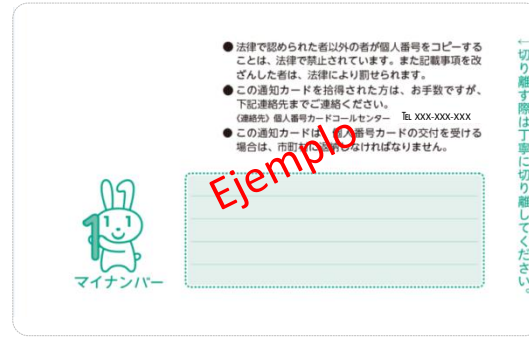 ● 法律で認められた者以外の者が個人番号をコピーする
ことは、法律で禁止されています。また記載事項を改
ざんした者は、法律により罰せられます。
● この通知カードを拾得された方は、お手数ですが、
下記連絡先までご連絡ください。
《連絡先》個人番号カードコールセンター ℡ XXX-XXX-XXX
● この通知カードは、個人番号カードの交付を受ける
場合は、市町村に返納しなければなりません。
Ejemplo
マイナンバー
↑切り離す際は丁寧に切り離してください。